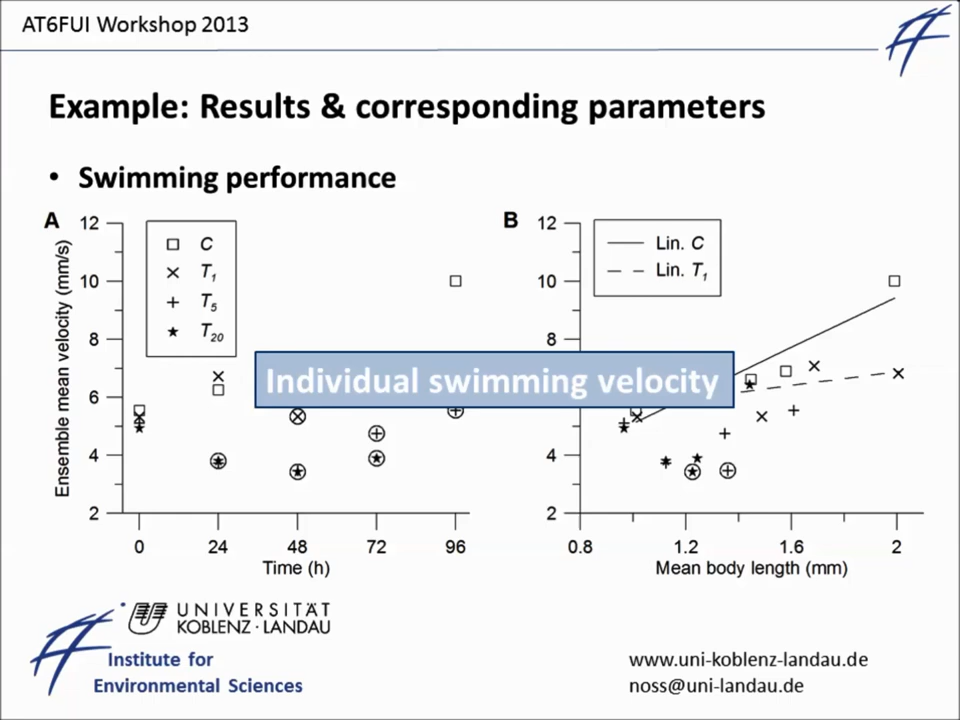 AT6FUI Workshop 2013
Example: Results & corresponding parameters
• Swimming performance
A
Ensemble mean velocity (mm/s)
12
10
8
6
4
2
C
T1
T5
T20
0 24 48 72 96
Time (h)
B
12
10
8
4
2
Lin. C
Lin. T1
0.8 1.2 1.6 2
Mean body length (mm)
Individual swimming velocity
UNIVERSITÄT
KOBLENZ · LANDAU
Institute for
Environmental Sciences
www.uni-koblenz-landau.de
noss@uni-landau.de